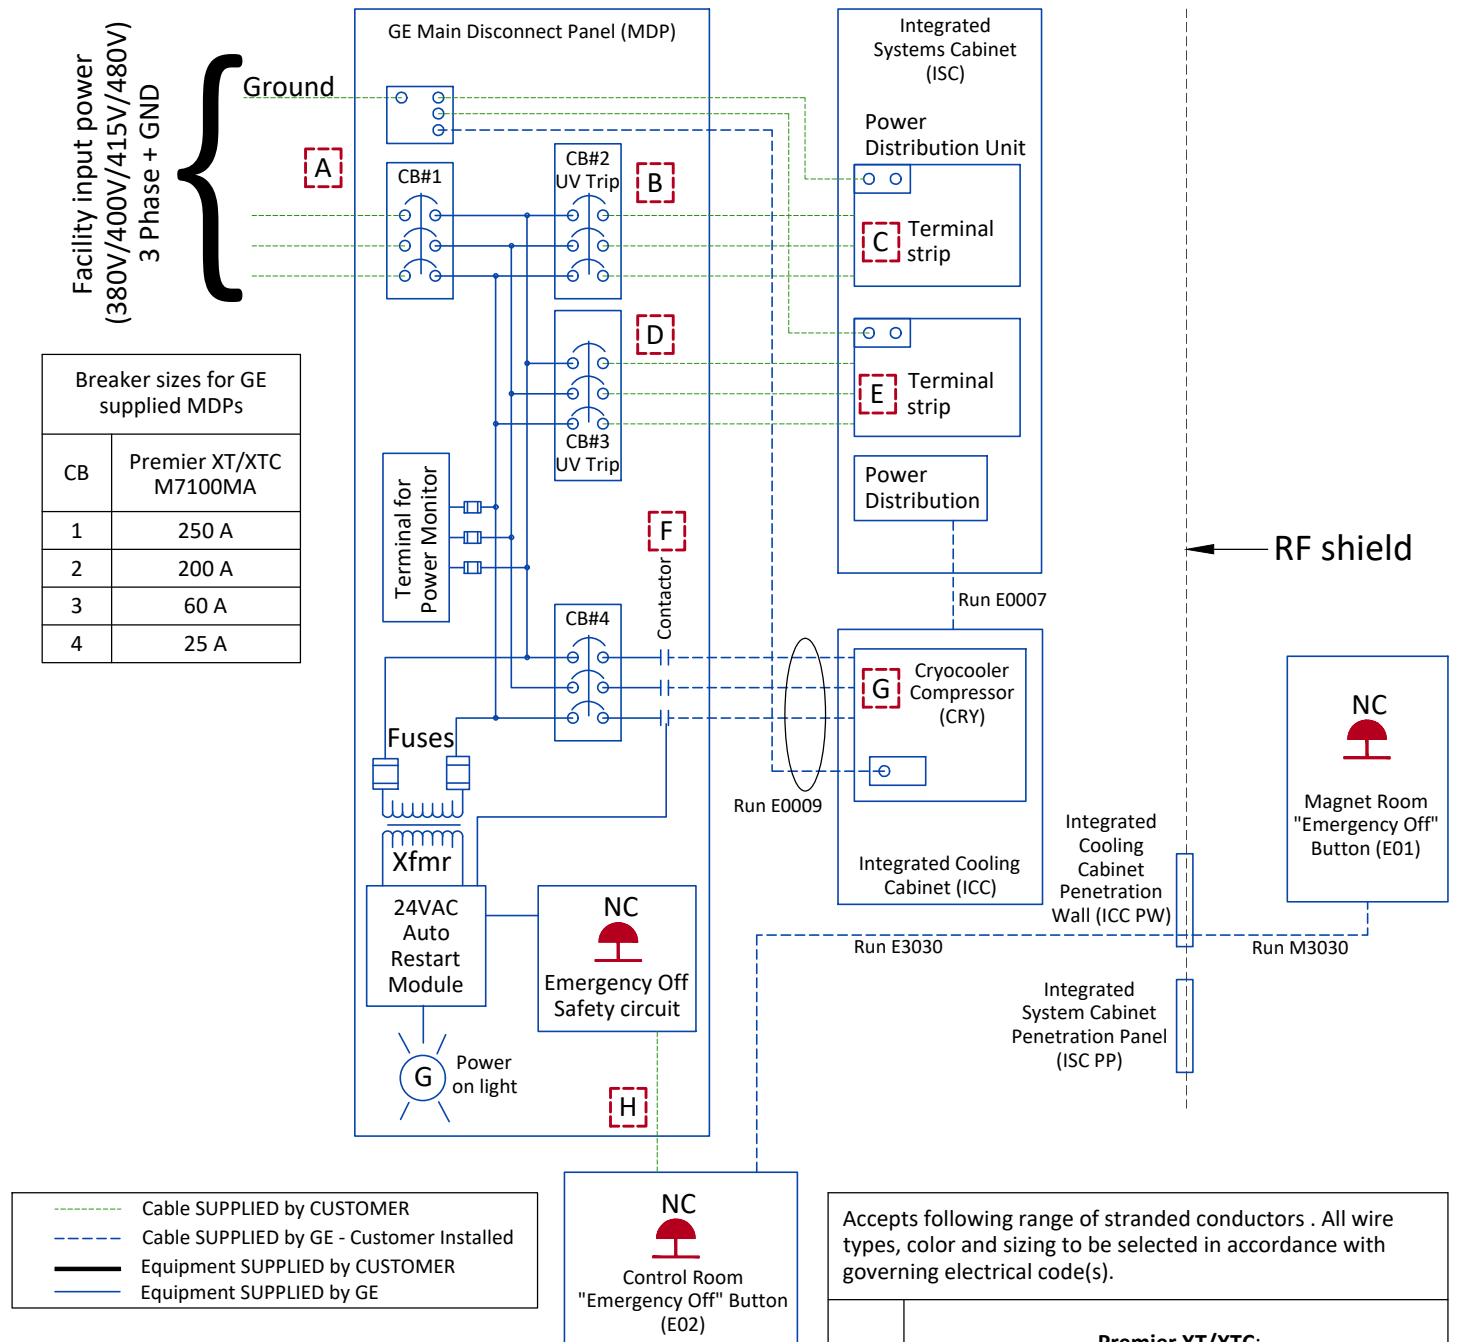 GE Main Disconnect Panel (MDP)
Integrated
Systems Cabinet
(ISC)
Facility input power
(380V/400V/415V/480V)
3 Phase + GND
Ground
A
CB#1
CB#2
UV Trip
B
Power
Distribution Unit
C
Terminal
strip
D
CB#3
UV Trip
E
Terminal
strip
Breaker sizes for GE
supplied MDPs
CB
Premier XT/XTC
M7100MA
1
250 A
2
200 A
3
60 A
4
25 A
Terminal for
Power Monitor
Power
Distribution
F
Contactor
RF shield
Run E0007
CB#4
G
Cryocooler
Compressor
(CRY)
Run E0009
Integrated Cooling
Cabinet (ICC)
Fuses
Xfmr
24VAC
Auto
Restart
Module
NC
Emergency Off
Safety circuit
G
Power
on light
H
NC
Magnet Room
"Emergency Off"
Button (E01)
Integrated
Cooling
Cabinet
Penetration
Wall (ICC PW)
Run E3030
Run M3030
Integrated
System Cabinet
Penetration Panel
(ISC PP)
Cable SUPPLIED by CUSTOMER
Cable SUPPLIED by GE - Customer Installed
Equipment SUPPLIED by CUSTOMER
Equipment SUPPLIED by GE
NC
Control Room
"Emergency Off" Button
(E02)
Accepts following range of stranded conductors . All wire
types, color and sizing to be selected in accordance with
governing electrical code(s).
Premier XT/XTC: